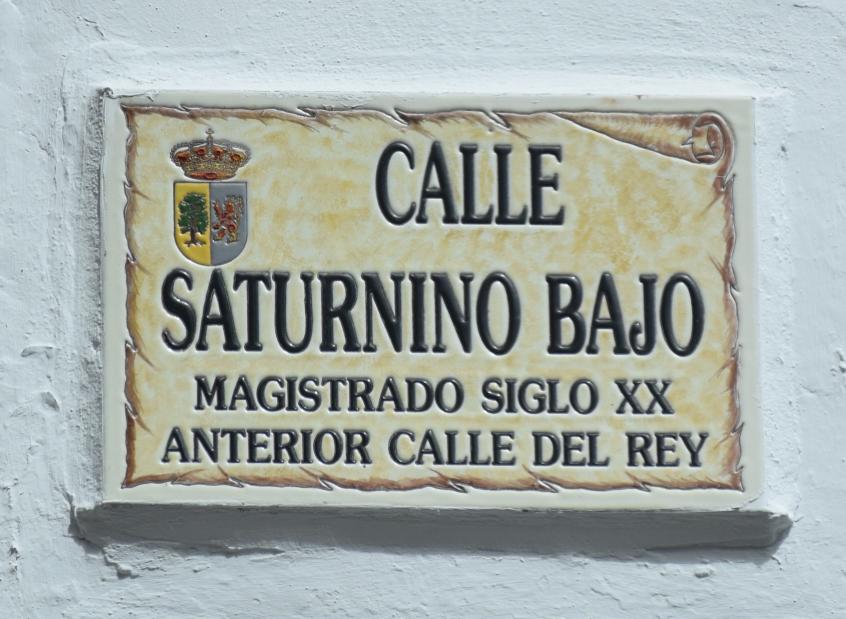 CALLE
SATURNINO BAJO
MAGISTRADO SIGLO XX
ANTERIOR CALLE DEL REY